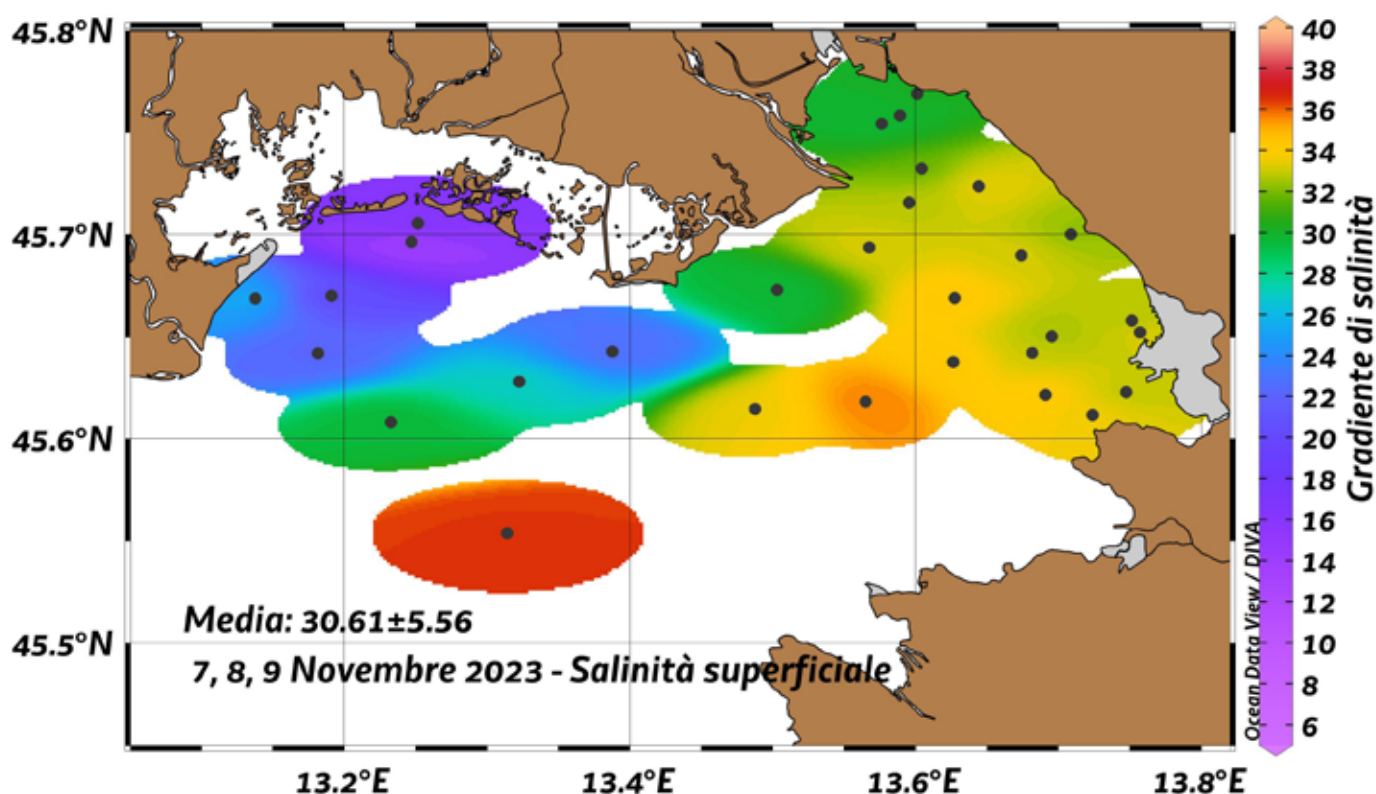 45.8°N
45.7°N
45.6°N
45.5°N
13.2°E
13.4°E
13.6°E
13.8°E
Media: 30.61±5.56
7, 8, 9 Novembre 2023 - Salinità superficiale
Ocean Data View / DIVA
40
38
36
34
32
30
28
26
24
22
20
18
16
14
12
10
8
6
Gradiente di salinità